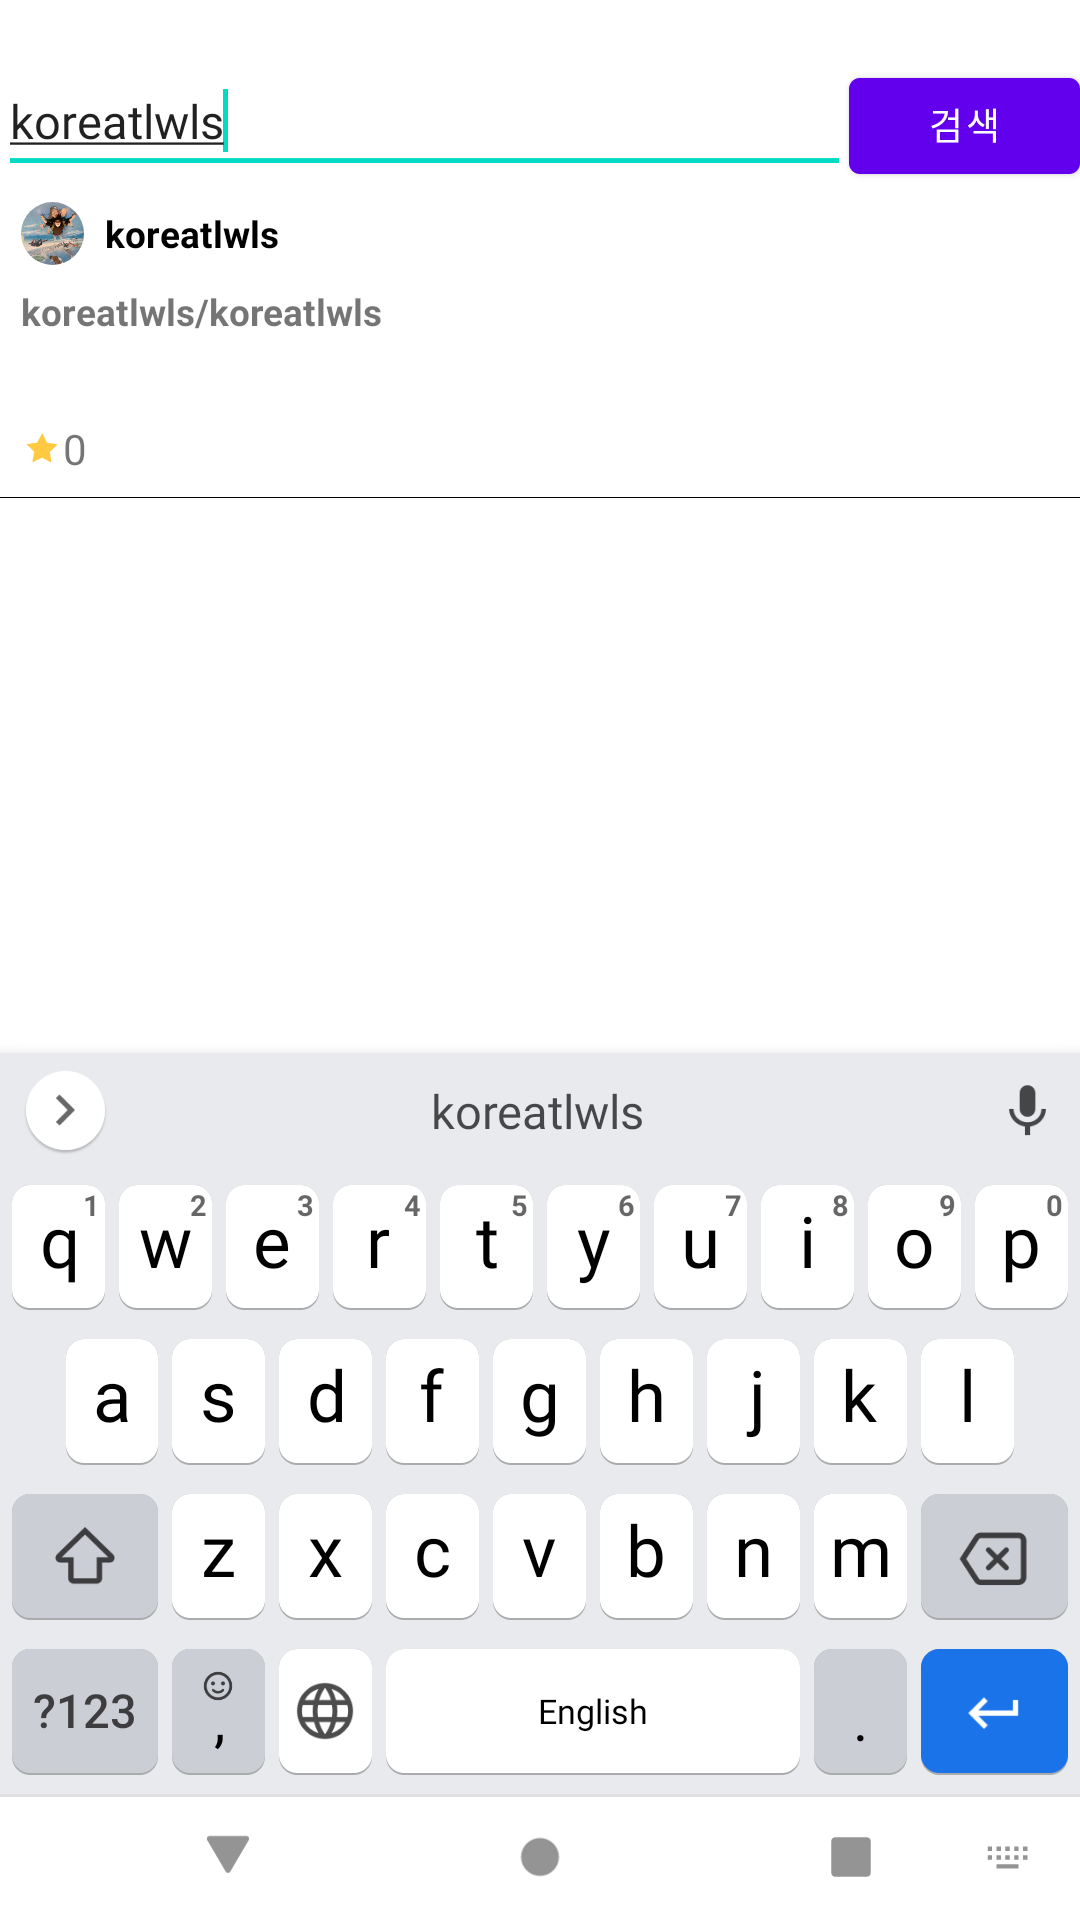 koreatlwls
검색
koreatlwls
koreatlwls/koreatlwls
0
koreatlwls
1 2 3 4 5 6 7 8 9 0
q w e r t y u i o p
a s d f g h j k l
z x c v b n m
?123 , English .